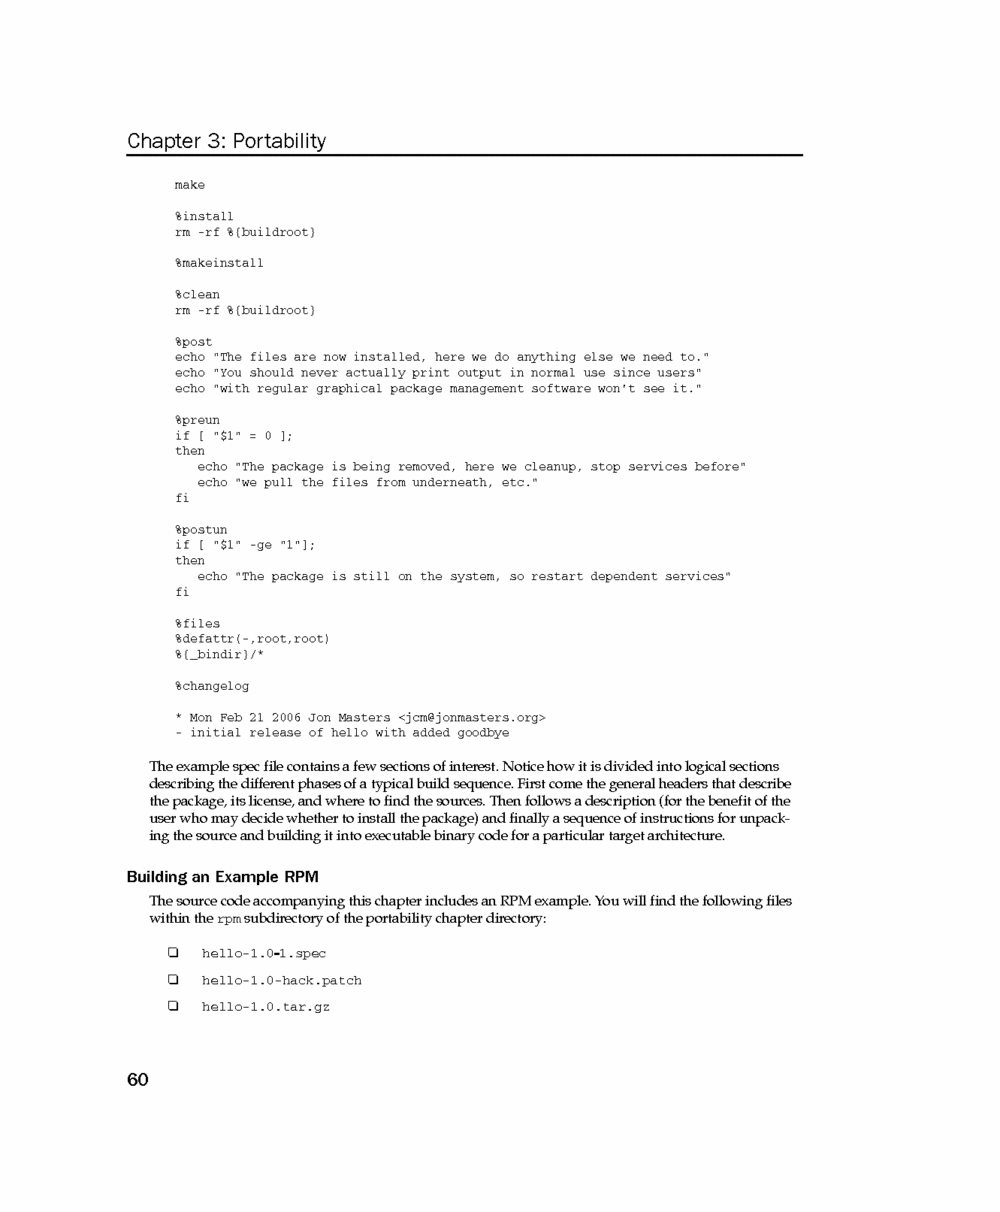 Chapter 3: Portability
make
%install
rm -rf %{buildroot}
%makeinstall
%clean
rm -rf %{buildroot}
%post
echo "The files are now installed, here we do anything else we need to."
echo "You should never actually print output in normal use since users"
echo "with regular graphical package management software won't see it."
%preun
if [ "$1" = 0 ];
then
   echo "The package is being removed, here we cleanup, stop services before"
   echo "we pull the files from underneath, etc."
fi
%postun
if [ "$1" -ge "1"];
then
   echo "The package is still on the system, so restart dependent services"
fi
%files
%defattr(-,root,root)
%{_bindir}/*
%changelog
* Mon Feb 21 2006 Jon Masters <jcm@jonmasters.org>
- initial release of hello with added goodbye
The example spec file contains a few sections of interest. Notice how it is divided into logical sections
describing the different phases of a typical build sequence. First come the general headers that describe
the package, its license, and where to find the sources. Then follows a description (for the benefit of the
user who may decide whether to install the package) and finally a sequence of instructions for unpack-
ing the source and building it into executable binary code for a particular target architecture.
Building an Example RPM
The source code accompanying this chapter includes an RPM example. You will find the following files
within the rpm subdirectory of the portability chapter directory:
❑ hello-1.0-1.spec
❑ hello-1.0-hack.patch
❑ hello-1.0.tar.gz
60